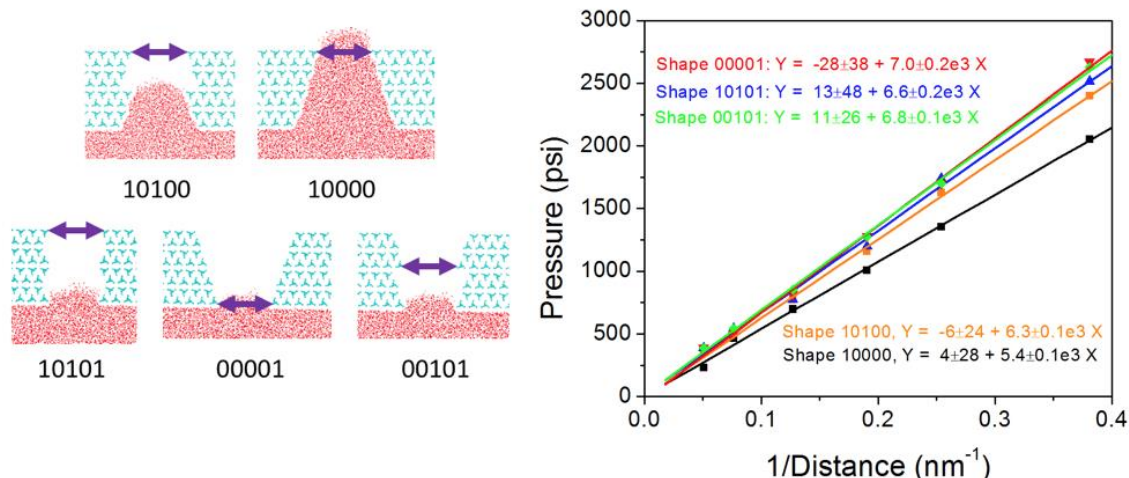 10100 10000
10101 00001 00101
Pressure (psi)
3000
2500
2000
1500
1000
500
0
Shape 00001: Y = -28±38 + 7.0±0.2e3 X
Shape 10101: Y = 13±48 + 6.6±0.2e3 X
Shape 00101: Y = 11±26 + 6.8±0.1e3 X
Shape 10100, Y = -6±24 + 6.3±0.1e3 X
Shape 10000, Y = 4±28 + 5.4±0.1e3 X
0.0 0.1 0.2 0.3 0.4
1/Distance (nm⁻¹)